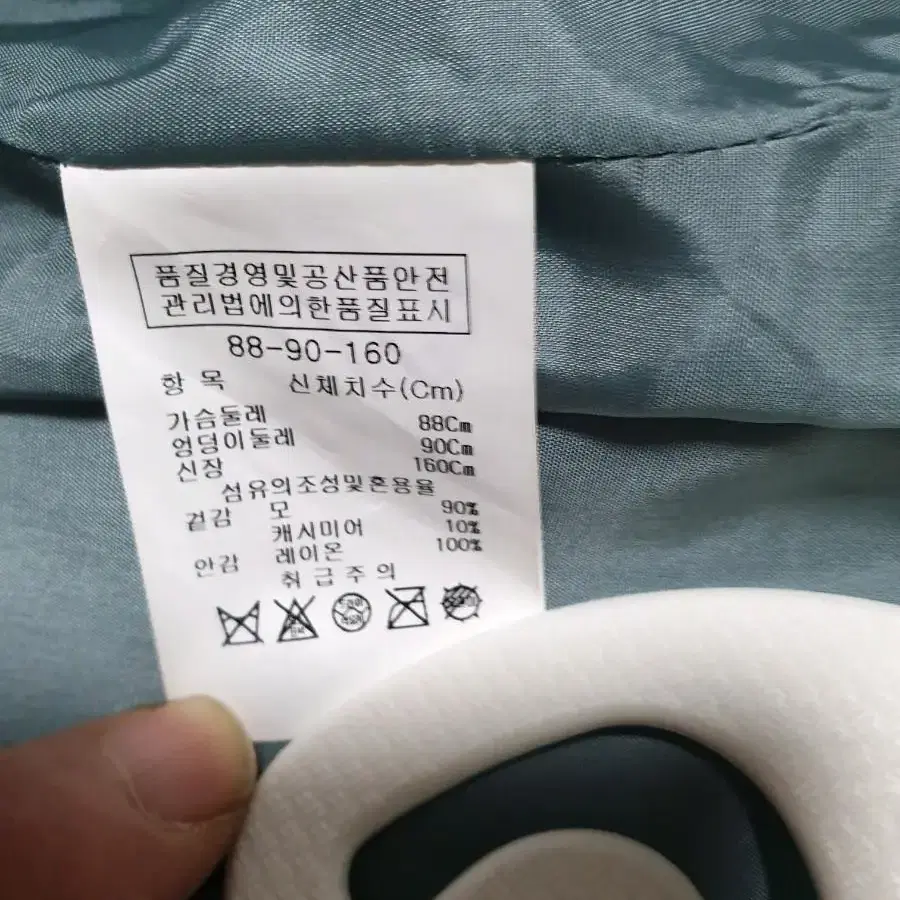 품질경영및공산품안전
관리법에의한품질표시
88-90-160
항 목 신체치수(Cm)
가슴둘레 88Cm
엉덩이둘레 90Cm
신장 160Cm
섬유의조성및혼용율
겉감 모 90%
캐시미어 10%
안감 레이온 100%
취급주의